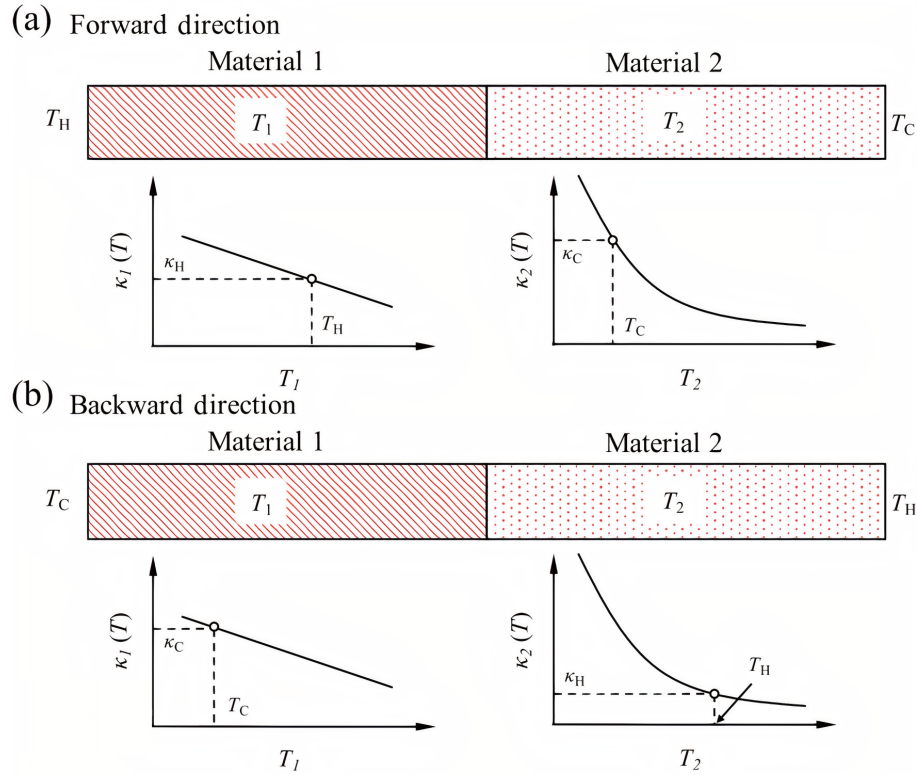 (a) Forward direction
Material 1 Material 2
T_H T_1 T_2 T_C
κ_1 (T) κ_H T_H κ_2 (T) κ_C T_C
T_1 T_2
(b) Backward direction
Material 1 Material 2
T_C T_1 T_2 T_H
κ_1 (T) κ_C T_C κ_2 (T) κ_H T_H
T_1 T_2